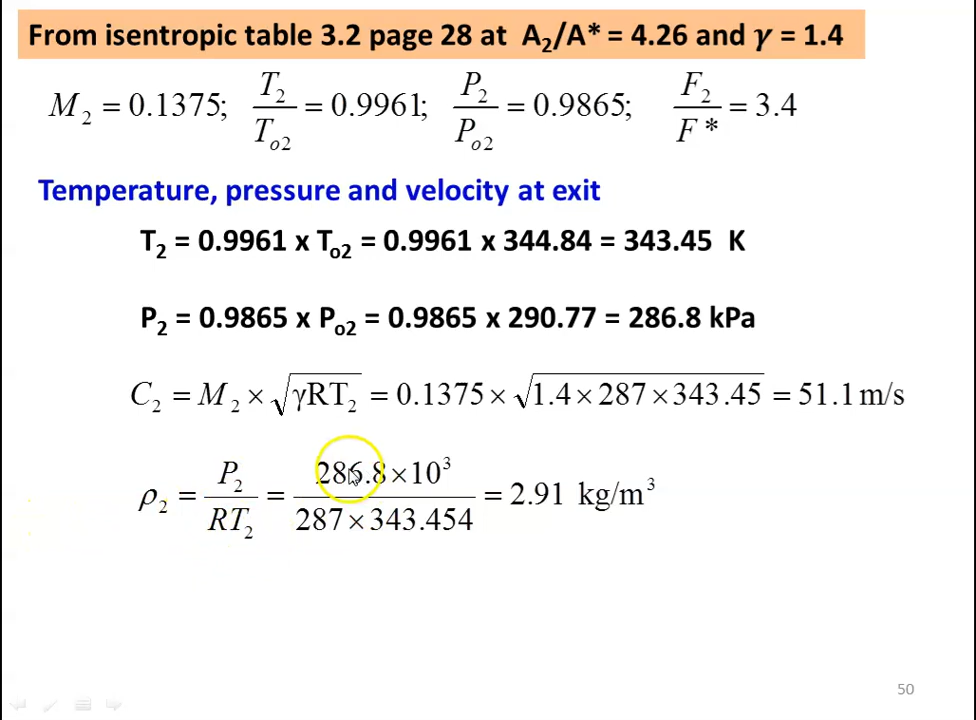 From isentropic table 3.2 page 28 at A₂/A* = 4.26 and γ = 1.4
M₂ = 0.1375; T₂/Tₒ₂ = 0.9961; P₂/Pₒ₂ = 0.9865; F₂/F* = 3.4
Temperature, pressure and velocity at exit
T₂ = 0.9961 x Tₒ₂ = 0.9961 x 344.84 = 343.45 K
P₂ = 0.9865 x Pₒ₂ = 0.9865 x 290.77 = 286.8 kPa
C₂ = M₂ × √(γRT₂) = 0.1375 × √(1.4 × 287 × 343.45) = 51.1 m/s
ρ₂ = P₂/RT₂ = 286.8 × 10³/287 × 343.454 = 2.91 kg/m³
50